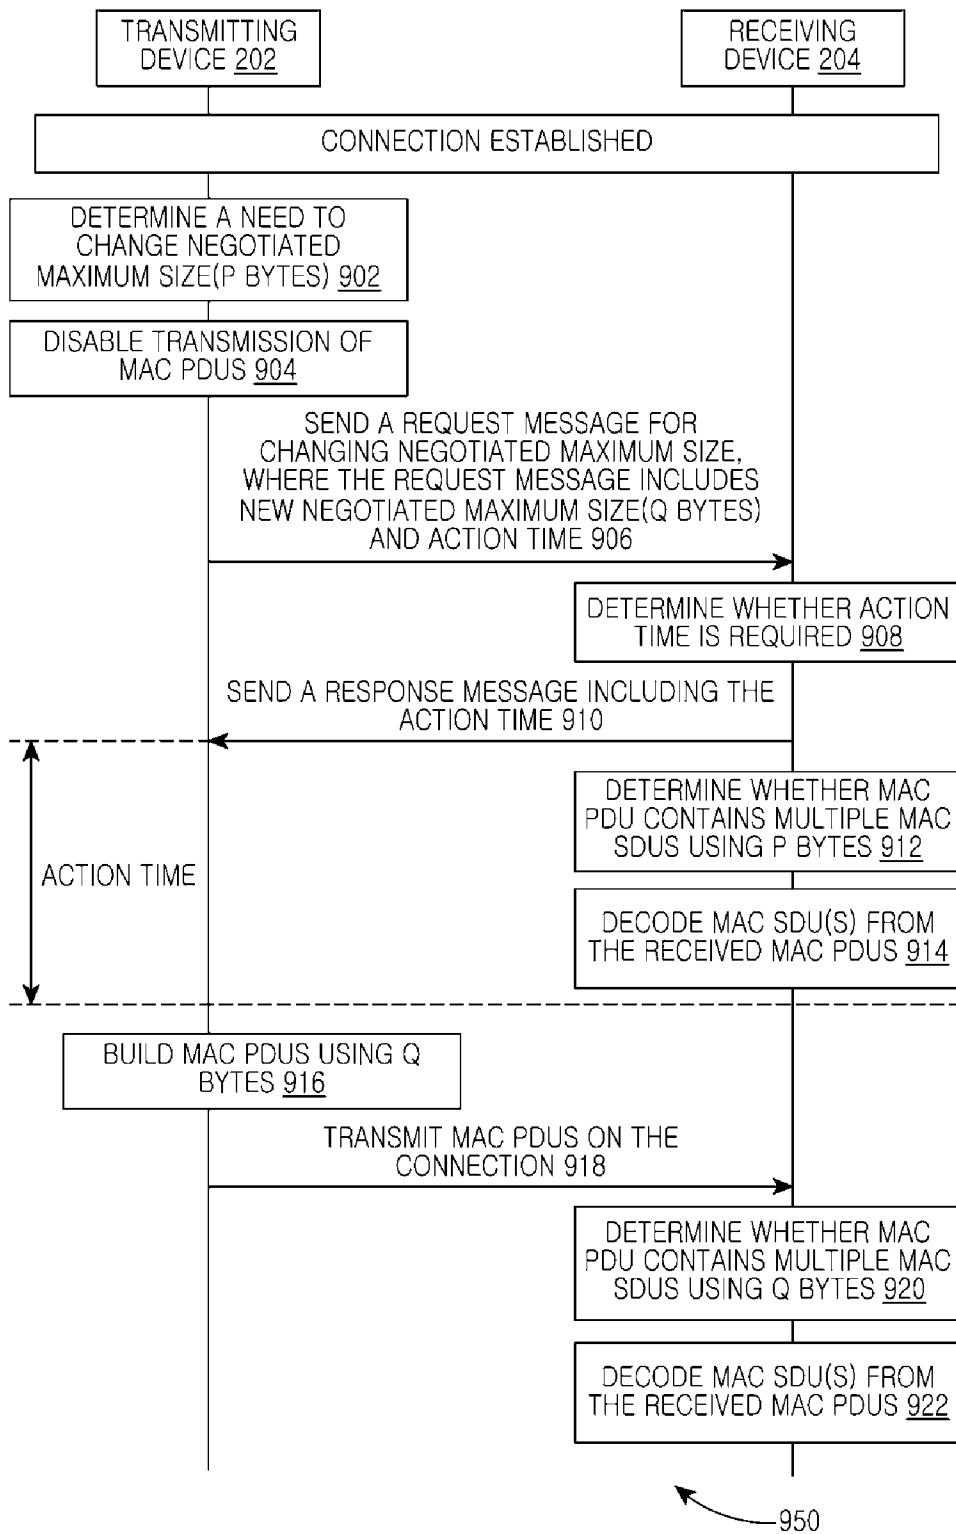 TRANSMITTING
DEVICE 202
RECEIVING
DEVICE 204
CONNECTION ESTABLISHED
DETERMINE A NEED TO
CHANGE NEGOTIATED
MAXIMUM SIZE(P BYTES) 902
DISABLE TRANSMISSION OF
MAC PDUS 904
SEND A REQUEST MESSAGE FOR
CHANGING NEGOTIATED MAXIMUM SIZE,
WHERE THE REQUEST MESSAGE INCLUDES
NEW NEGOTIATED MAXIMUM SIZE(Q BYTES)
AND ACTION TIME 906
DETERMINE WHETHER ACTION
TIME IS REQUIRED 908
SEND A RESPONSE MESSAGE INCLUDING THE
ACTION TIME 910
DETERMINE WHETHER MAC
PDU CONTAINS MULTIPLE MAC
SDUS USING P BYTES 912
ACTION TIME
DECODE MAC SDU(S) FROM
THE RECEIVED MAC PDUS 914
BUILD MAC PDUS USING Q
BYTES 916
TRANSMIT MAC PDUS ON THE
CONNECTION 918
DETERMINE WHETHER MAC
PDU CONTAINS MULTIPLE MAC
SDUS USING Q BYTES 920
DECODE MAC SDU(S) FROM
THE RECEIVED MAC PDUS 922
950